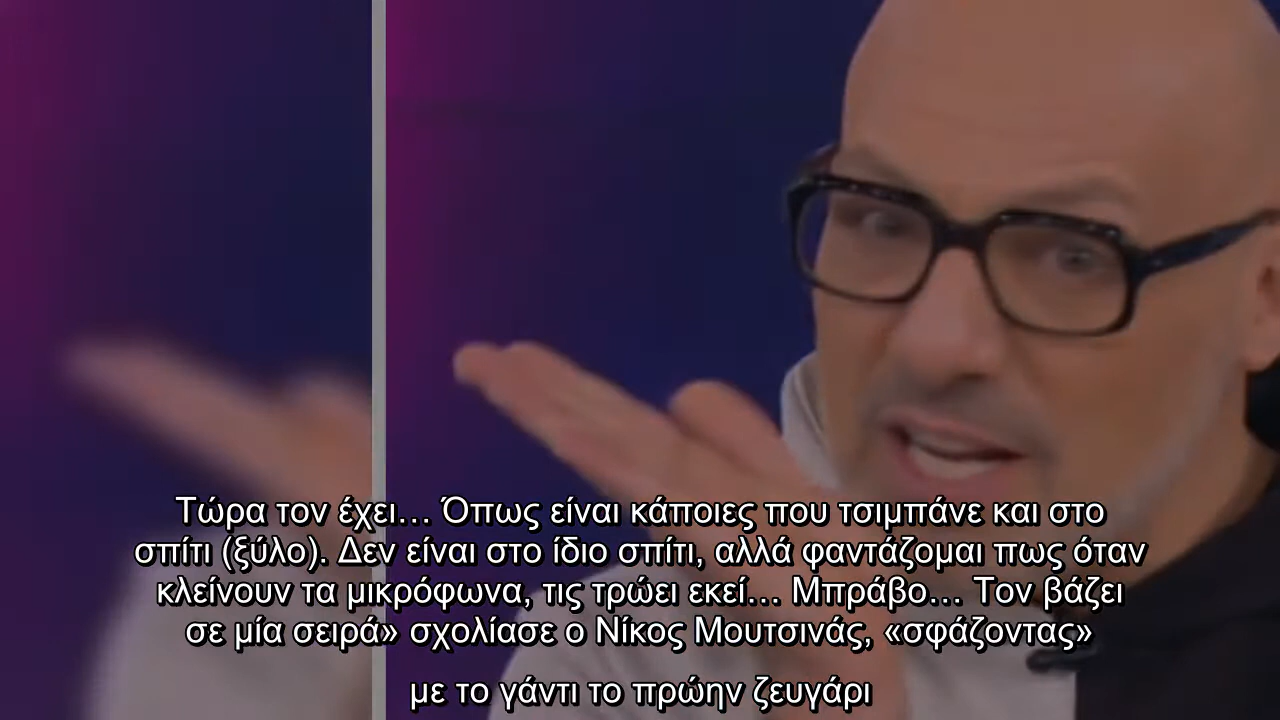 Τώρα τον έχει… Όπως είναι κάποιες που τσιμπάνε και στο
σπίτι (ξύλο). Δεν είναι στο ίδιο σπίτι, αλλά φαντάζομαι πως όταν
κλείνουν τα μικρόφωνα, τις τρώει εκεί… Μπράβο… Τον βάζει
σε μία σειρά» σχολίασε ο Νίκος Μουτσινάς, «σφάζοντας»
με το γάντι το πρώην ζευγάρι